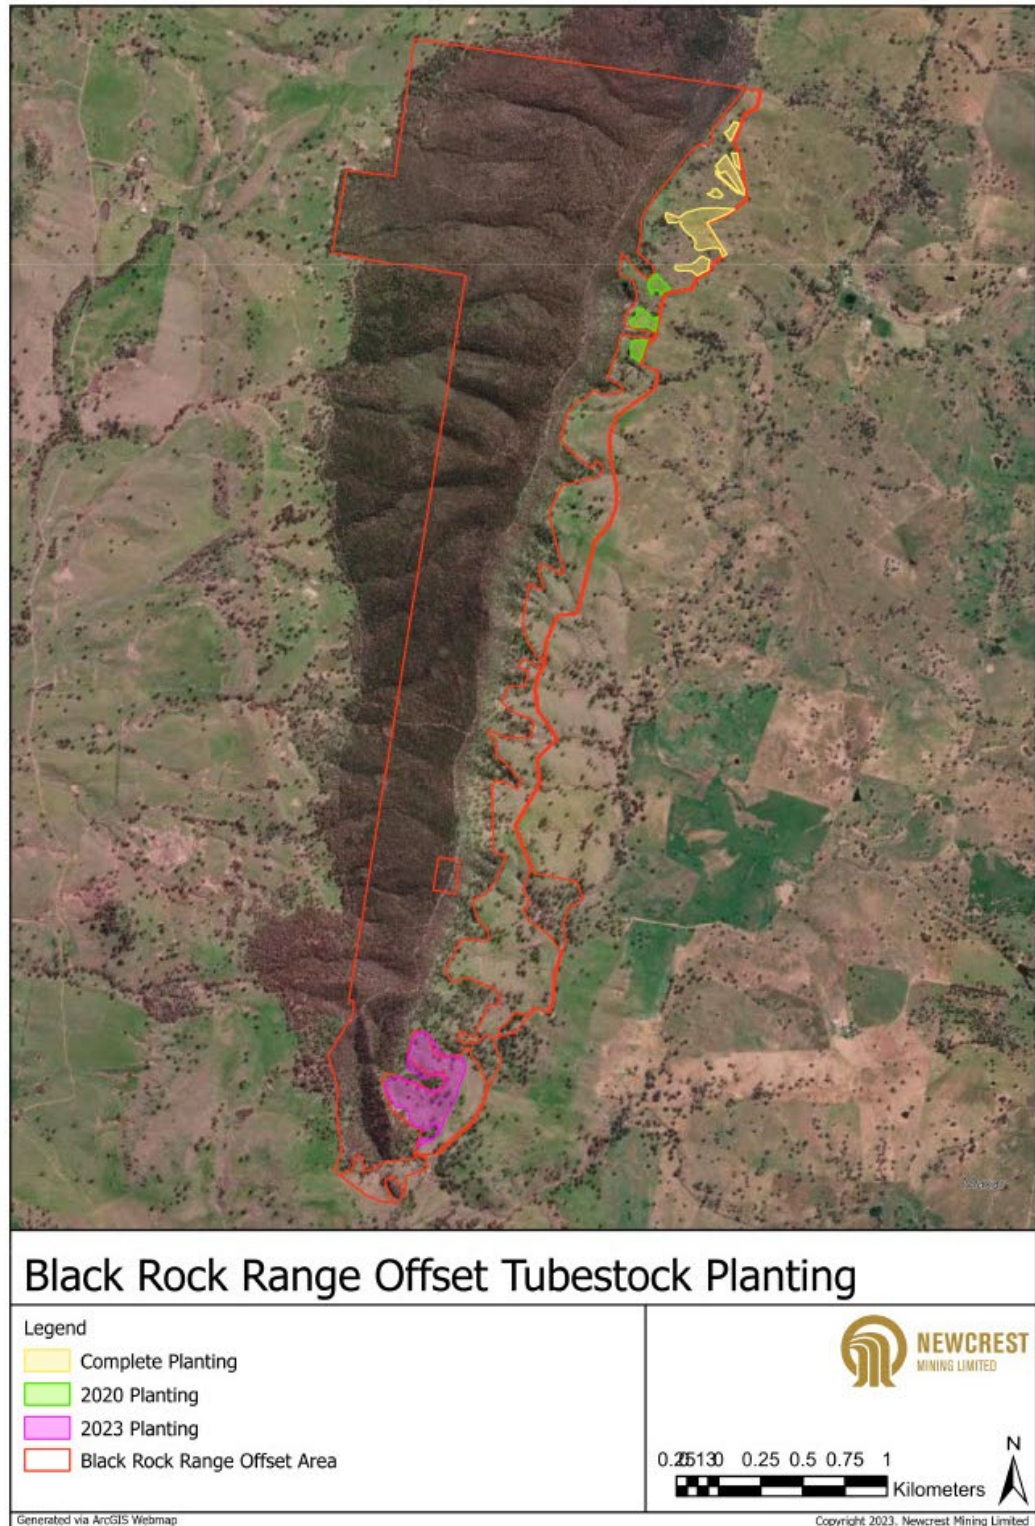 Black Rock Range Offset Tubestock Planting
Legend
Complete Planting
2020 Planting
2023 Planting
Black Rock Range Offset Area
NEWCREST
MINING LIMITED
N
0.25 0.5 0.75 1
Kilometers
Generated via ArcGIS Webmap
Copyright 2023. Newcrest Mining Limited